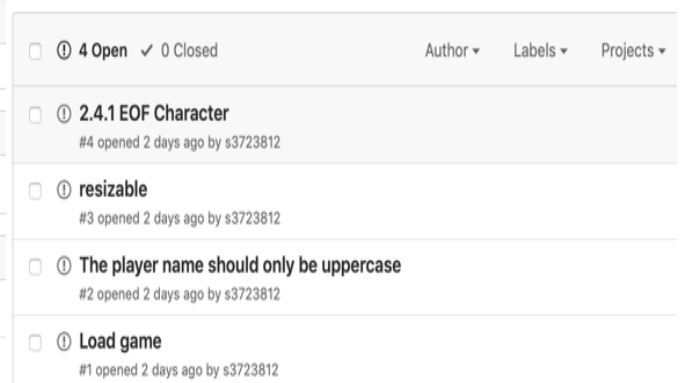 4 Open ✓ 0 Closed Author Labels Projects
2.4.1 EOF Character
#4 opened 2 days ago by s3723812
resizable
#3 opened 2 days ago by s3723812
The player name should only be uppercase
#2 opened 2 days ago by s3723812
Load game
#1 opened 2 days ago by s3723812